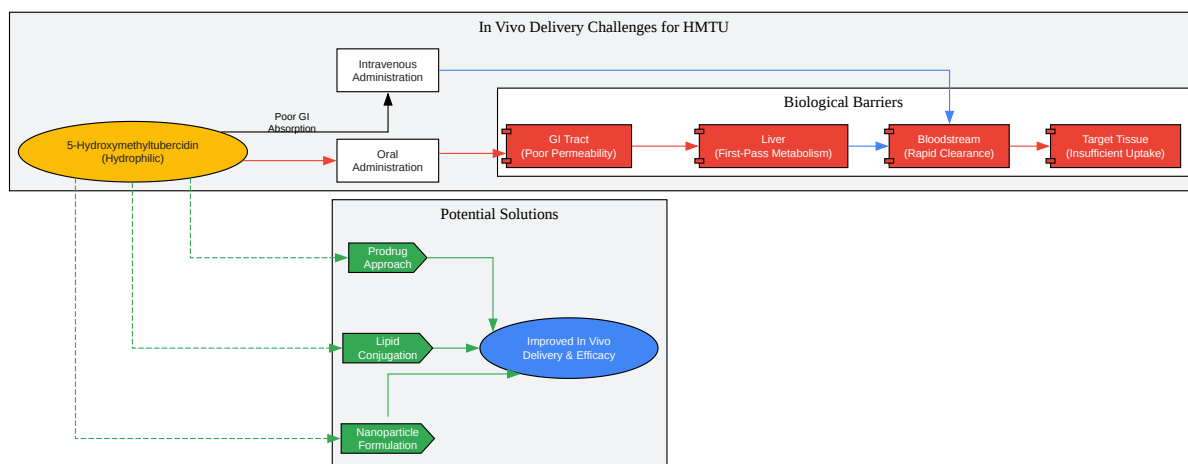 In Vivo Delivery Challenges for HMTU
Intravenous
Administration
Biological Barriers
Poor GI
Absorption
5-Hydroxymethyltubercidin
(Hydrophilic)
Oral
Administration
GI Tract
(Poor Permeability)
Liver
(First-Pass Metabolism)
Bloodstream
(Rapid Clearance)
Target Tissue
(Insufficient Uptake)
Potential Solutions
Prodrug
Approach
Lipid
Conjugation
Improved In Vivo
Delivery & Efficacy
Nanoparticle
Formulation